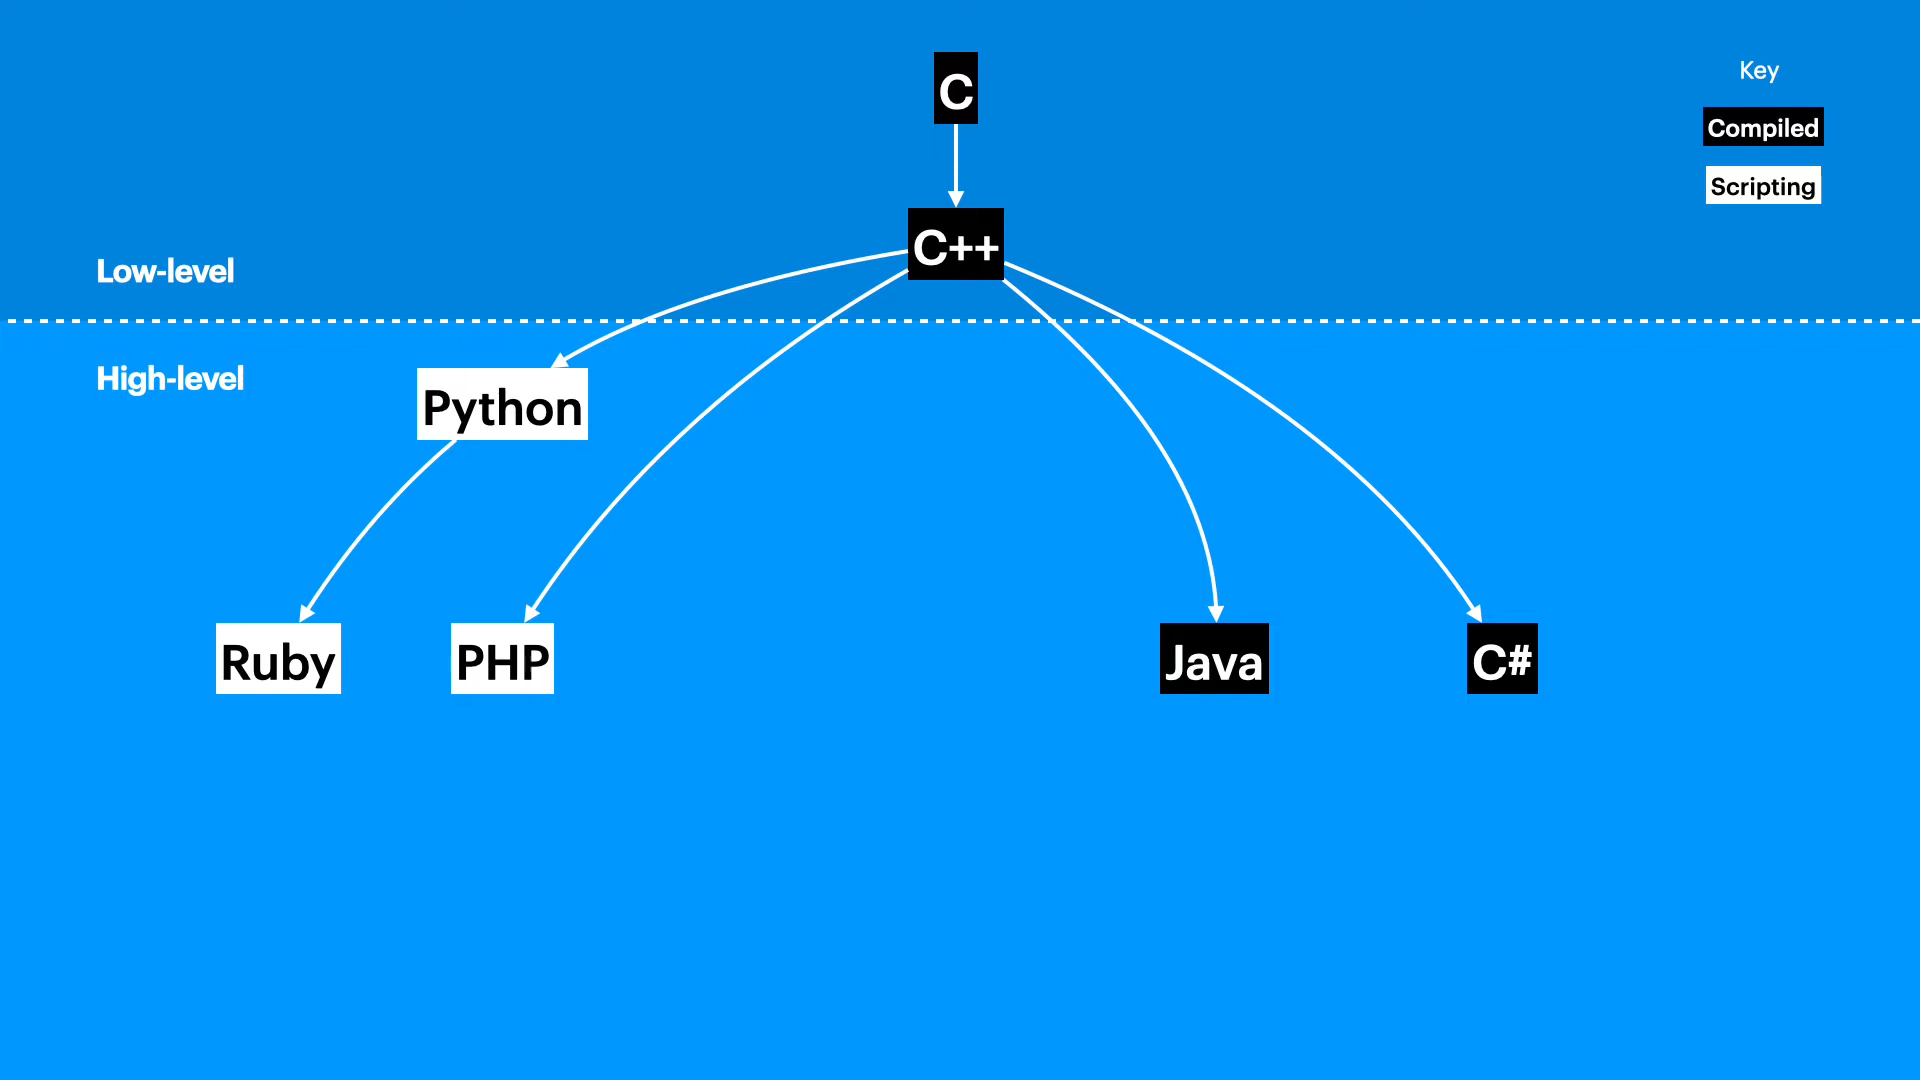 C
Key
Compiled
Scripting
C++
Low-level
High-level
Python
Ruby
PHP
Java
C#